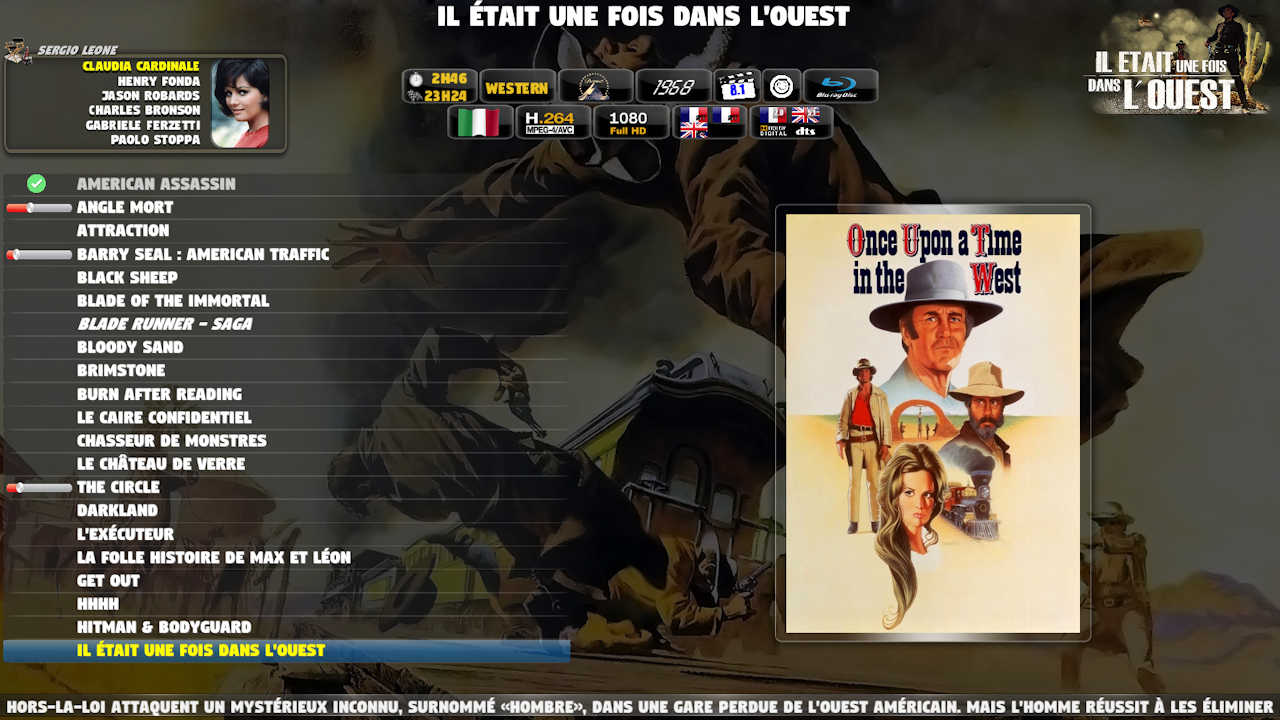 IL ÉTAIT UNE FOIS DANS L'OUEST
SERGIO LEONE
CLAUDIA CARDINALE
HENRY FONDA
JASON ROBARDS
CHARLES BRONSON
GABRIELE FERZETTI
PAOLO STOPPA
2H46
23H24
WESTERN
1968
8.1
Blu-ray Disc
H.264
MPEG-4/AVC
1080
Full HD
DIGITAL
dts
IL ETAIT UNE FOIS
DANS L'OUEST
AMERICAN ASSASSIN
ANGLE MORT
ATTRACTION
BARRY SEAL : AMERICAN TRAFFIC
BLACK SHEEP
BLADE OF THE IMMORTAL
BLADE RUNNER - SAGA
BLOODY SAND
BRIMSTONE
BURN AFTER READING
LE CAIRE CONFIDENTIEL
CHASSEUR DE MONSTRES
LE CHÂTEAU DE VERRE
THE CIRCLE
DARKLAND
L'EXÉCUTEUR
LA FOLLE HISTOIRE DE MAX ET LÉON
GET OUT
HHHH
HITMAN & BODYGUARD
IL ÉTAIT UNE FOIS DANS L'OUEST
Once Upon a Time
in the West
HORS-LA-LOI ATTAQUENT UN MYSTÉRIEUX INCONNU, SURNOMMÉ «HOMBRE», DANS UNE GARE PERDUE DE L'OUEST AMÉRICAIN. MAIS L'HOMME RÉUSSIT À LES ÉLIMINER